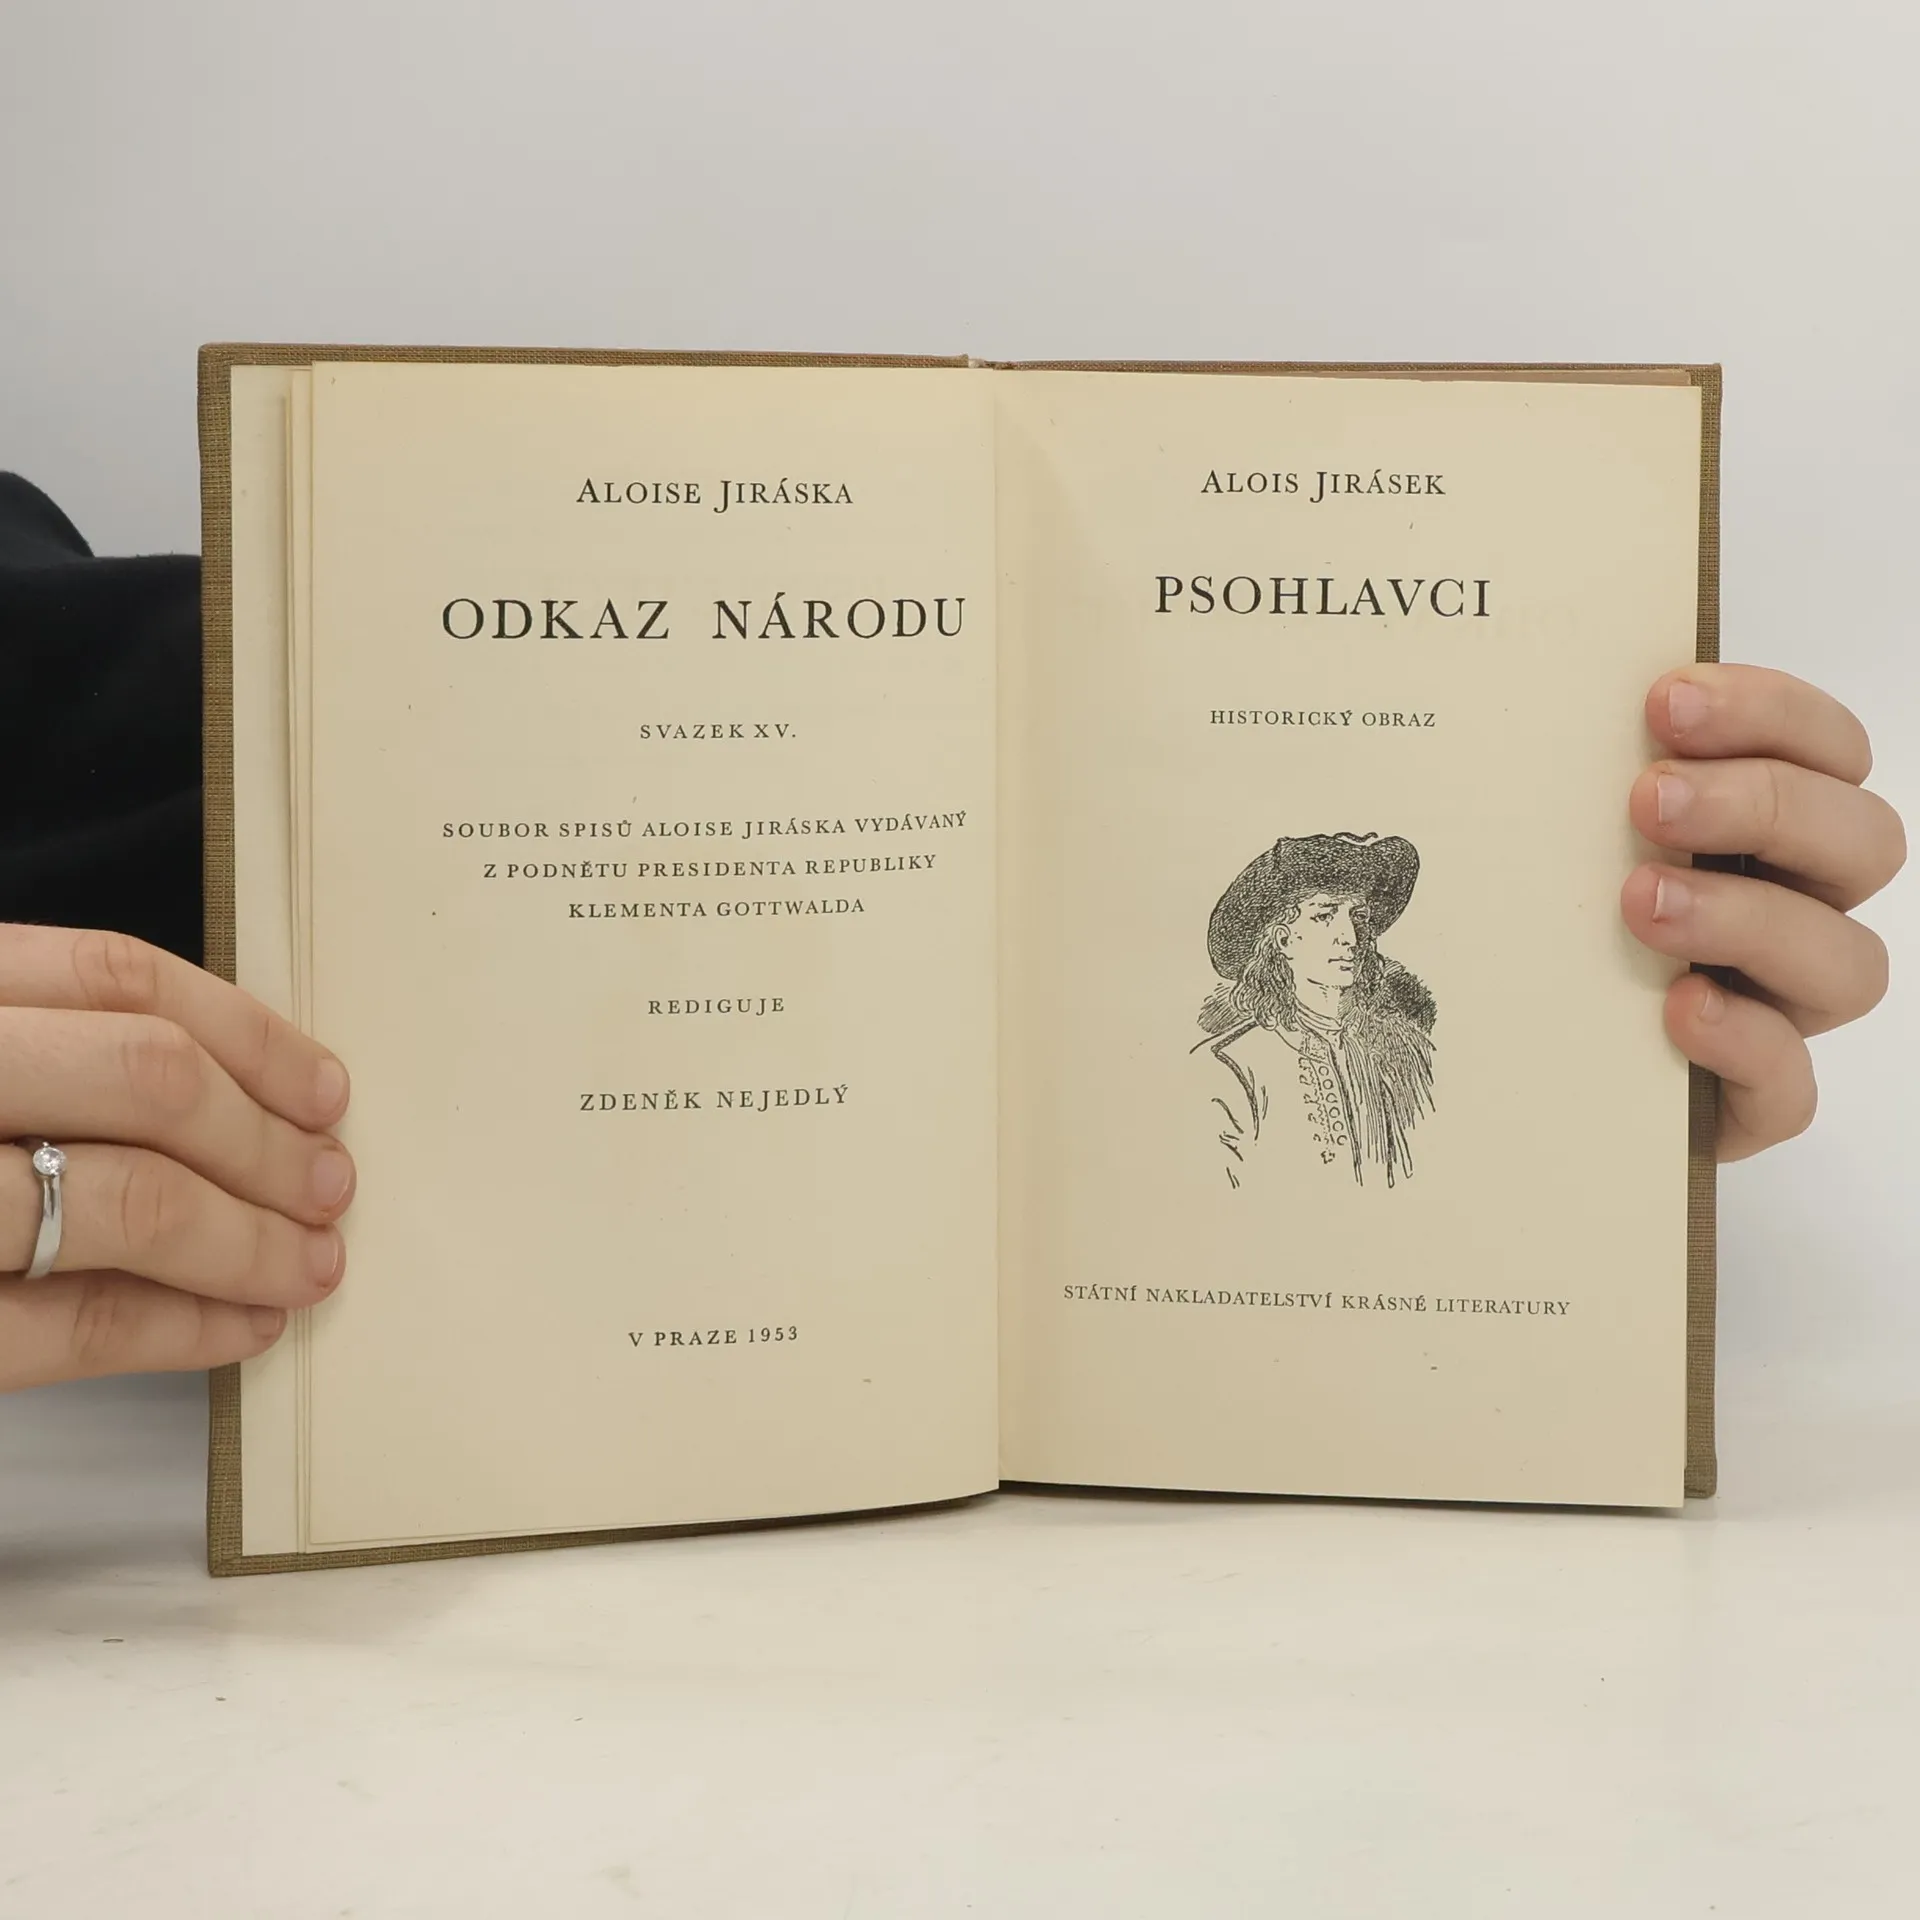 ALOISE JIRÁSKA
ODKAZ NÁRODU
SVAZEK XV.
SOUBOR SPISŮ ALOISE JIRÁSKA VYDÁVANÝ
Z PODNĚTU PRESIDENTA REPUBLIKY
KLEMENTA GOTTWALDA
REDIGUJE
ZDENĚK NEJEDLÝ
V PRAZE 1953
ALOIS JIRÁSEK
PSOHLAVCI
HISTORICKÝ OBRAZ
STÁTNÍ NAKLADATELSTVÍ KRÁSNÉ LITERATURY